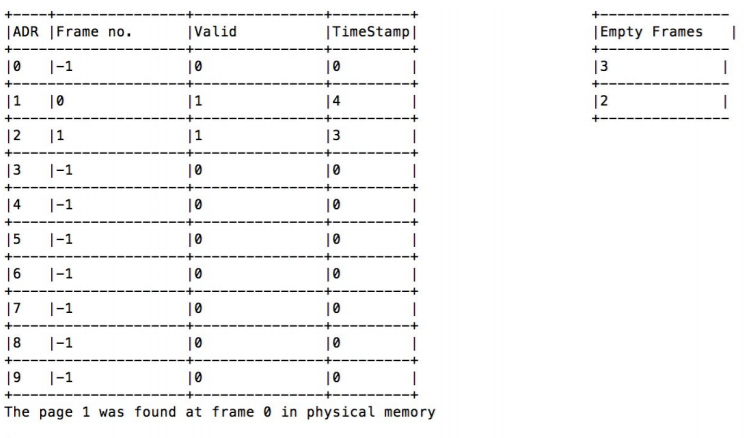 +----+----------------+----------------+----------+ +---------------
|ADR |Frame no. |Valid |TimeStamp| |Empty Frames |
+----+----------------+----------------+----------+ +---------------
|0 |-1 |0 |0 | |3 |
+---------------------+----------------+----------+ +---------------
|1 |0 |1 |4 | |2 |
+---------------------+----------------+----------+ +---------------
|2 |1 |1 |3 |
+---------------------+----------------+----------+
|3 |-1 |0 |0 |
+---------------------+----------------+----------+
|4 |-1 |0 |0 |
+---------------------+----------------+----------+
|5 |-1 |0 |0 |
+---------------------+----------------+----------+
|6 |-1 |0 |0 |
+---------------------+----------------+----------+
|7 |-1 |0 |0 |
+---------------------+----------------+----------+
|8 |-1 |0 |0 |
+---------------------+----------------+----------+
|9 |-1 |0 |0 |
+---------------------+----------------+----------+
The page 1 was found at frame 0 in physical memory